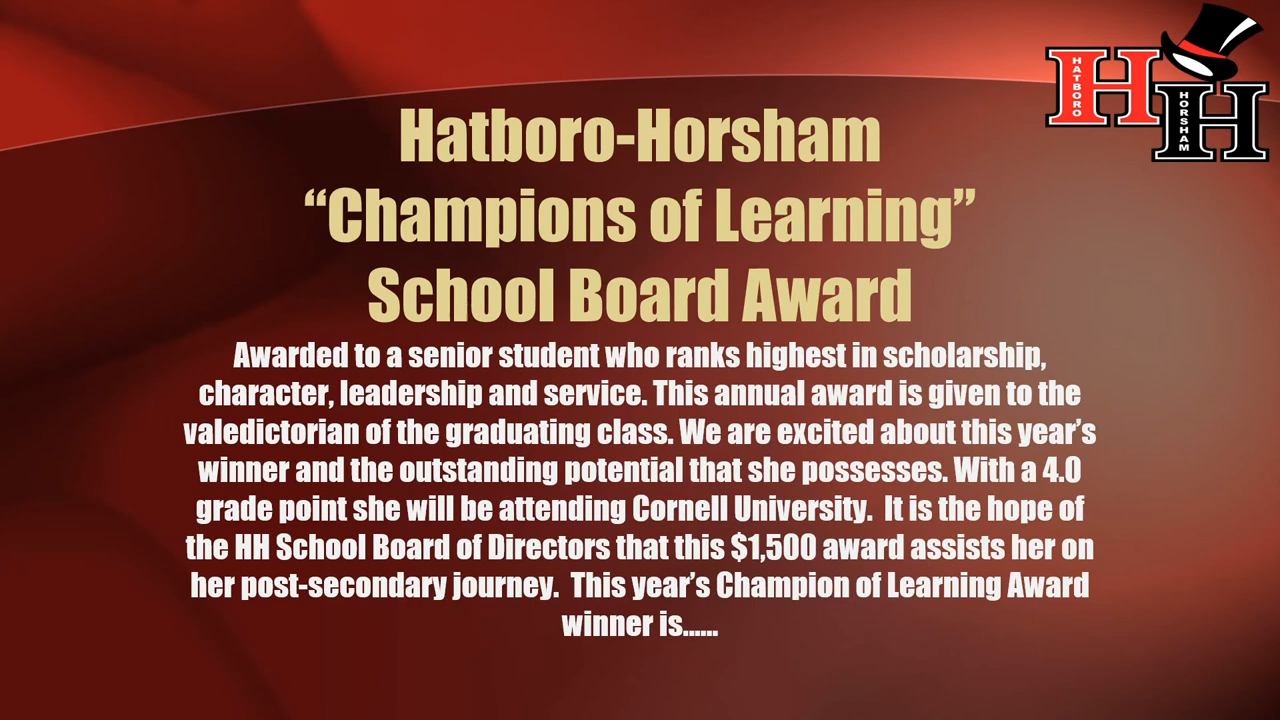 HATBORO
HORSHAM
Hatboro-Horsham
“Champions of Learning”
School Board Award
Awarded to a senior student who ranks highest in scholarship,
character, leadership and service. This annual award is given to the
valedictorian of the graduating class. We are excited about this year’s
winner and the outstanding potential that she possesses. With a 4.0
grade point she will be attending Cornell University.  It is the hope of
the HH School Board of Directors that this $1,500 award assists her on
her post-secondary journey.  This year’s Champion of Learning Award
winner is......